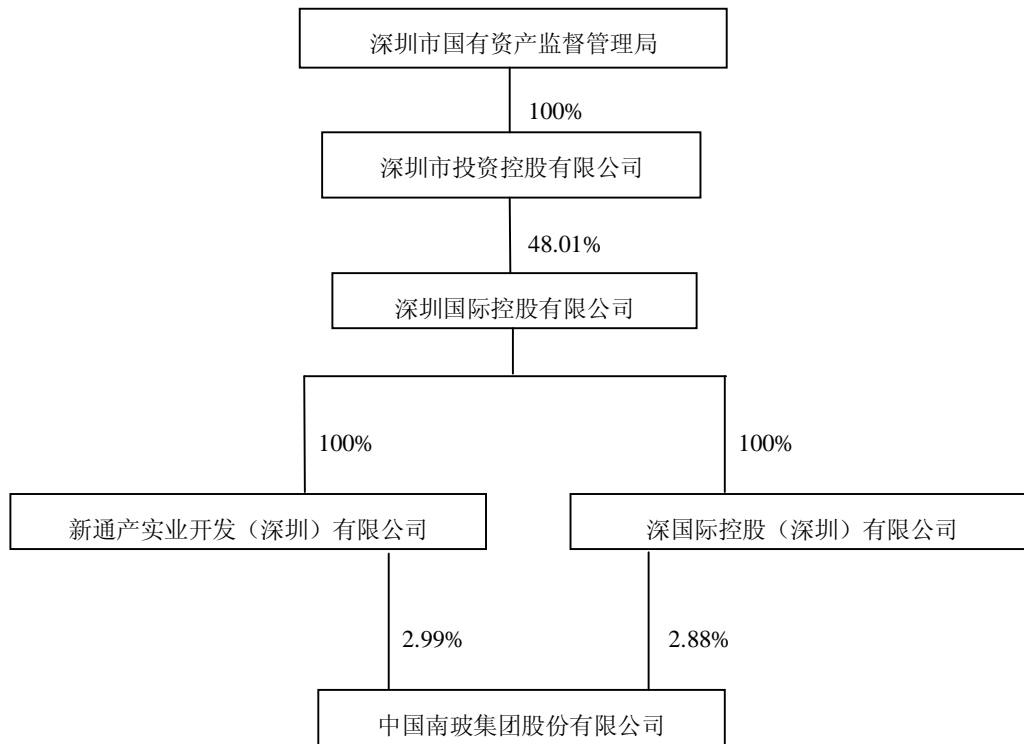 深圳市国有资产监督管理局
100%
深圳市投资控股有限公司
48.01%
深圳国际控股有限公司
100%
100%
新通产实业开发（深圳）有限公司
深国际控股（深圳）有限公司
2.99%
2.88%
中国南玻集团股份有限公司